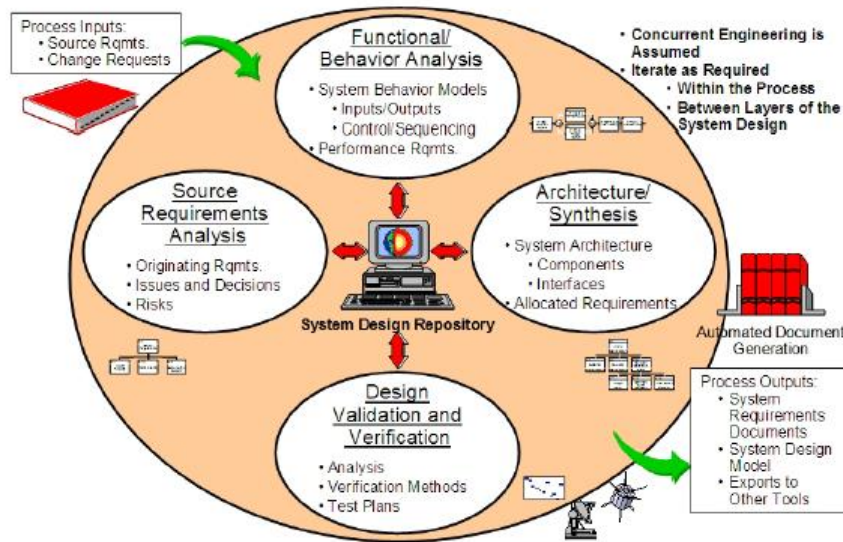 Process Inputs:
• Source Rqmts.
• Change Requests
Functional/
Behavior Analysis
• System Behavior Models
• Inputs/Outputs
• Control/Sequencing
• Performance Rqmts.
• Concurrent Engineering is
Assumed
• Iterate as Required
• Within the Process
• Between Layers of the
System Design
Source
Requirements
Analysis
• Originating Rqmts.
• Issues and Decisions
• Risks
Architecture/
Synthesis
• System Architecture
• Components
• Interfaces
• Allocated Requirements
System Design Repository
Automated Document
Generation
Design
Validation and
Verification
• Analysis
• Verification Methods
• Test Plans
Process Outputs:
• System
Requirements
Documents
• System Design
Model
• Exports to
Other Tools